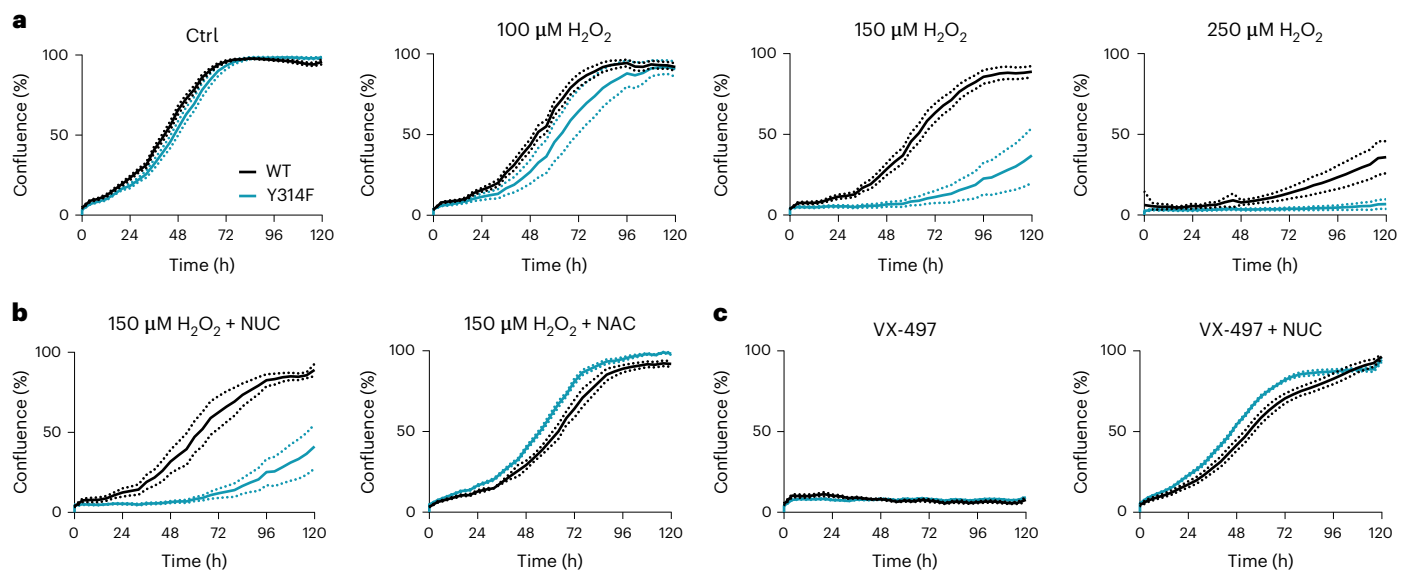 a
Ctrl
Confluence (%)
100
50
0
WT
Y314F
0 24 48 72 96 120
Time (h)
100 µM H₂O₂
Confluence (%)
100
50
0
0 24 48 72 96 120
Time (h)
150 µM H₂O₂
Confluence (%)
100
50
0
0 24 48 72 96 120
Time (h)
250 µM H₂O₂
Confluence (%)
100
50
0
0 24 48 72 96 120
Time (h)
b
150 µM H₂O₂ + NUC
Confluence (%)
100
50
0
0 24 48 72 96 120
Time (h)
150 µM H₂O₂ + NAC
Confluence (%)
100
50
0
0 24 48 72 96 120
Time (h)
c
VX-497
Confluence (%)
100
50
0
0 24 48 72 96 120
Time (h)
VX-497 + NUC
Confluence (%)
100
50
0
0 24 48 72 96 120
Time (h)